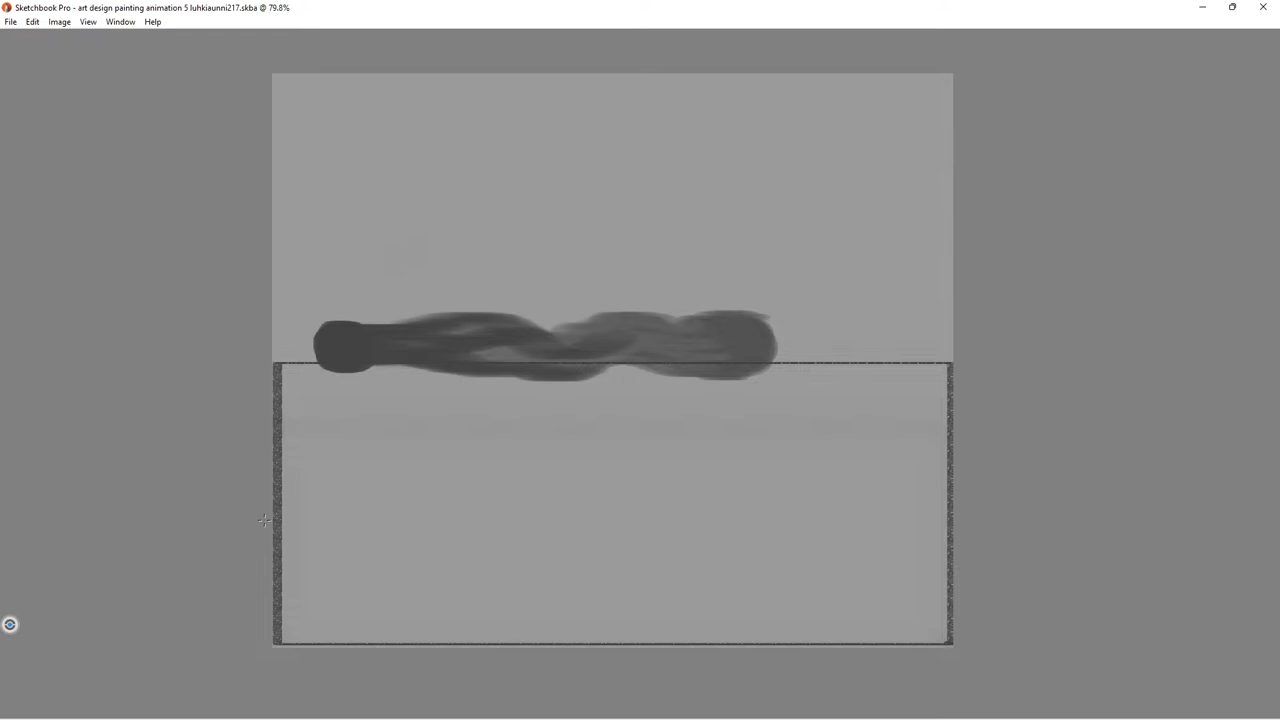 Sketchbook Pro - art design painting animation 5 luhkiaunni217.skba @ 79.8%
File Edit Image View Window Help